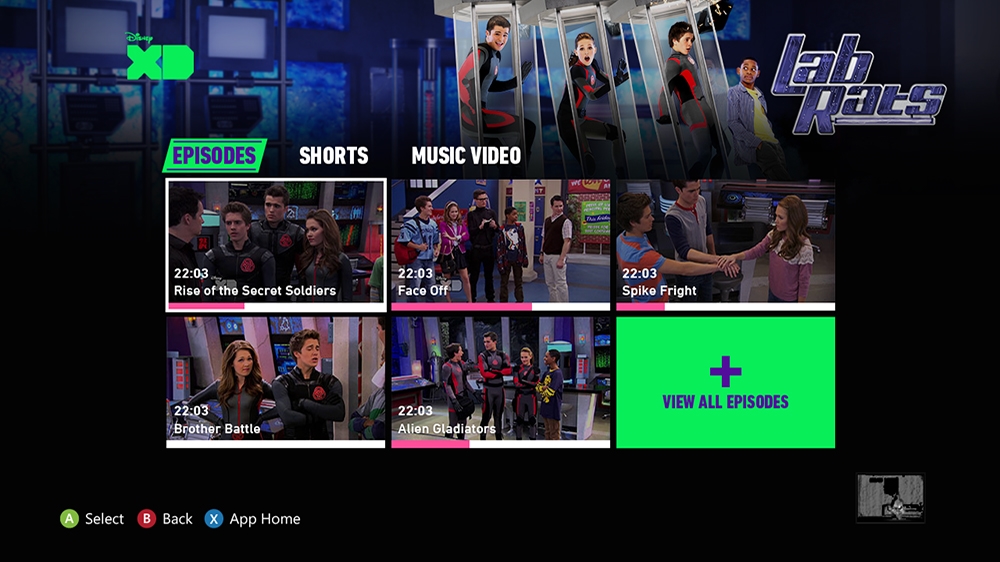 Disney
XD
Lab
Rats
EPISODES
SHORTS
MUSIC VIDEO
22:03
Rise of the Secret Soldiers
22:03
Face Off
22:03
Spike Fright
22:03
Brother Battle
22:03
Alien Gladiators
+
VIEW ALL EPISODES
A Select
B Back
X App Home